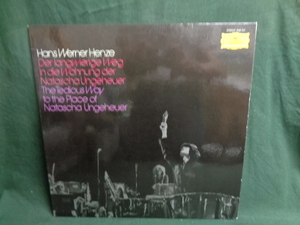 Hans Werner Henze
Der langwierige Weg
in die Wohnung der
Natascha Ungeheuer
The Tedious Way
to the Place of
Natascha Ungeheuer